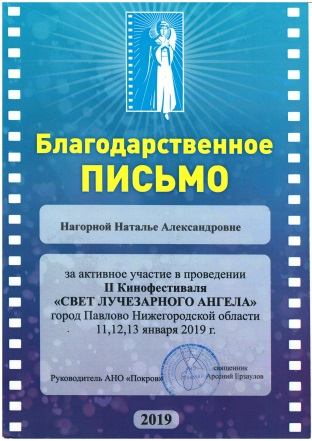 Благодарственное
ПИСЬМО
Нагорной Наталье Александровне
за активное участие в проведении
II Кинофестиваля
«СВЕТ ЛУЧЕЗАРНОГО АНГЕЛА»
город Павлово Нижегородской области
11,12,13 января 2019 г.
священник
Руководитель АНО «Покров» Арсений Ерзаулов
2019